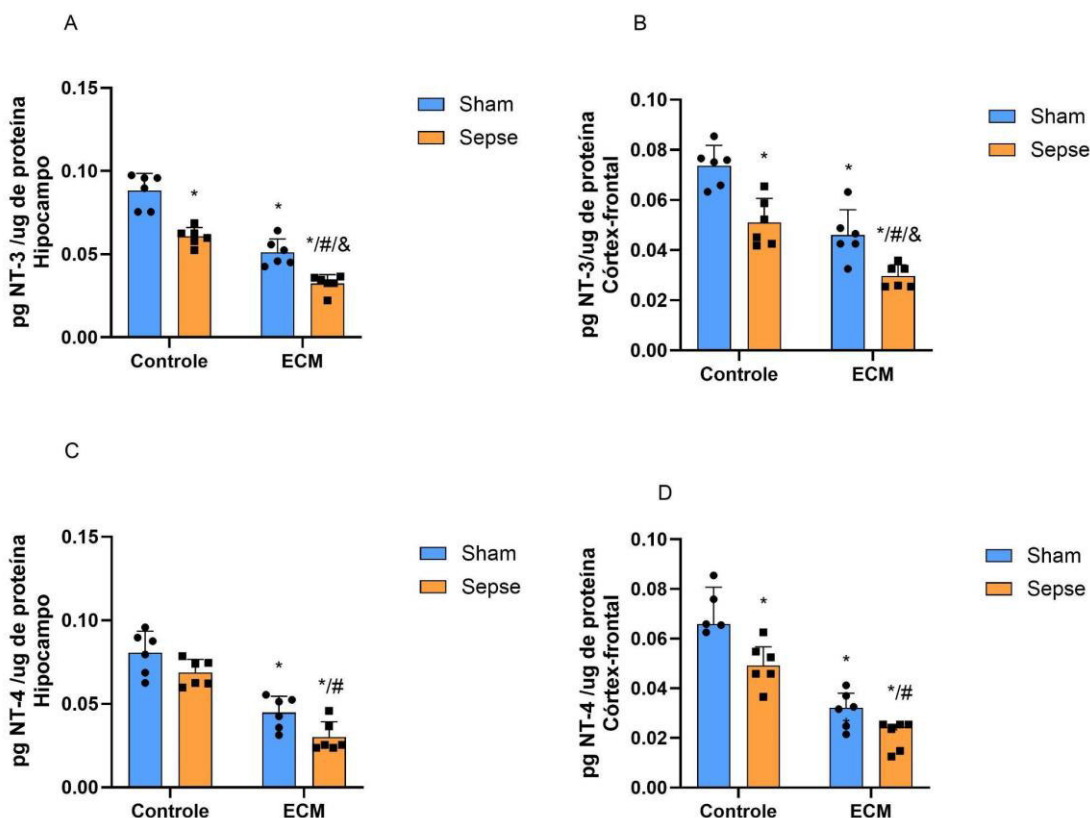 A
pg NT-3 /ug de proteína
Hipocampo
0.15
0.10
0.05
0.00
*
*
*/#/&
Controle
ECM
Sham
Sepse
B
pg NT-3/ug de proteína
Córtex-frontal
0.10
0.08
0.06
0.04
0.02
0.00
*
*
*/#/&
Controle
ECM
Sham
Sepse
C
pg NT-4 /ug de proteína
Hipocampo
0.15
0.10
0.05
0.00
*
*/#
Controle
ECM
Sham
Sepse
D
pg NT-4 /ug de proteína
Córtex-frontal
0.10
0.08
0.06
0.04
0.02
0.00
*
*
*
*/#
Controle
ECM
Sham
Sepse